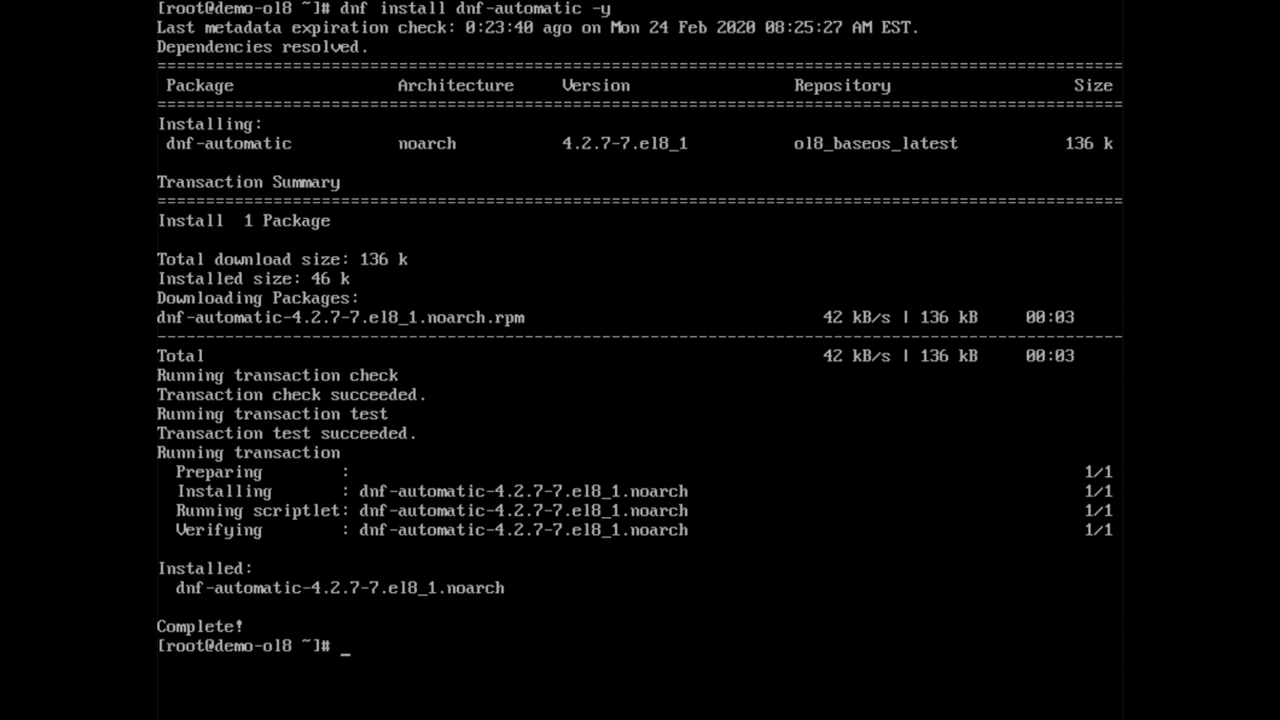 [root@demo-ol8 ~]# dnf install dnf-automatic -y
Last metadata expiration check: 0:23:40 ago on Mon 24 Feb 2020 08:25:27 AM EST.
Dependencies resolved.
====================================================================================================
 Package                 Architecture     Version                 Repository                   Size
====================================================================================================
Installing:
 dnf-automatic           noarch           4.2.7-7.el8_1           ol8_baseos_latest           136 k

Transaction Summary
====================================================================================================
Install  1 Package

Total download size: 136 k
Installed size: 46 k
Downloading Packages:
dnf-automatic-4.2.7-7.el8_1.noarch.rpm                               42 kB/s | 136 kB     00:03
----------------------------------------------------------------------------------------------------
Total                                                                42 kB/s | 136 kB     00:03
Running transaction check
Transaction check succeeded.
Running transaction test
Transaction test succeeded.
Running transaction
  Preparing        :                                                                            1/1
  Installing       : dnf-automatic-4.2.7-7.el8_1.noarch                                         1/1
  Running scriptlet: dnf-automatic-4.2.7-7.el8_1.noarch                                         1/1
  Verifying        : dnf-automatic-4.2.7-7.el8_1.noarch                                         1/1

Installed:
  dnf-automatic-4.2.7-7.el8_1.noarch

Complete!
[root@demo-ol8 ~]# _